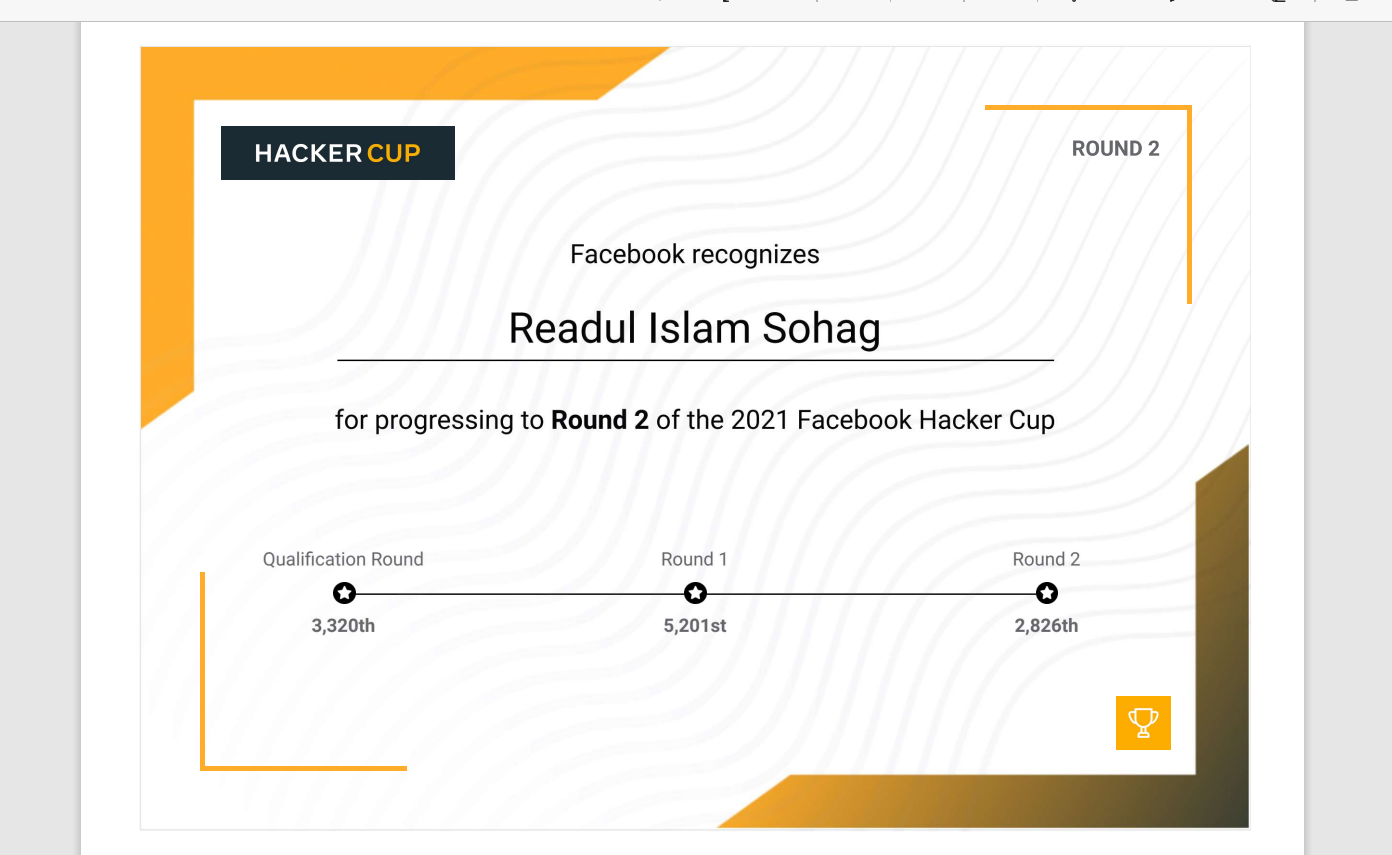 HACKER CUP
ROUND 2
Facebook recognizes
Readul Islam Sohag
for progressing to Round 2 of the 2021 Facebook Hacker Cup
Qualification Round
Round 1
Round 2
3,320th
5,201st
2,826th